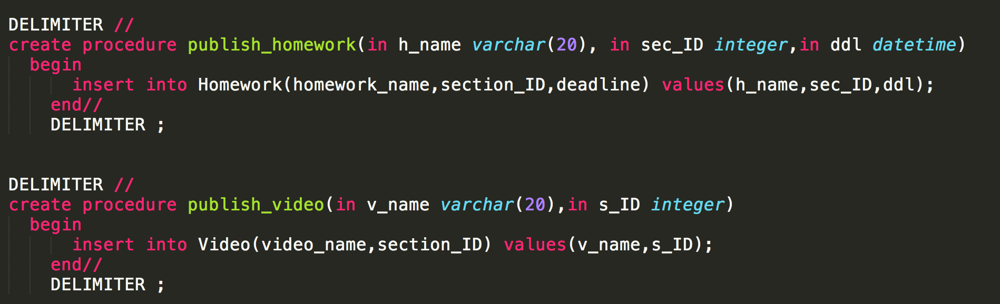 DELIMITER //
create procedure publish_homework(in h_name varchar(20), in sec_ID integer,in ddl datetime)
begin
insert into Homework(homework_name,section_ID,deadline) values(h_name,sec_ID,ddl);
end//
DELIMITER ;
DELIMITER //
create procedure publish_video(in v_name varchar(20),in s_ID integer)
begin
insert into Video(video_name,section_ID) values(v_name,s_ID);
end//
DELIMITER ;